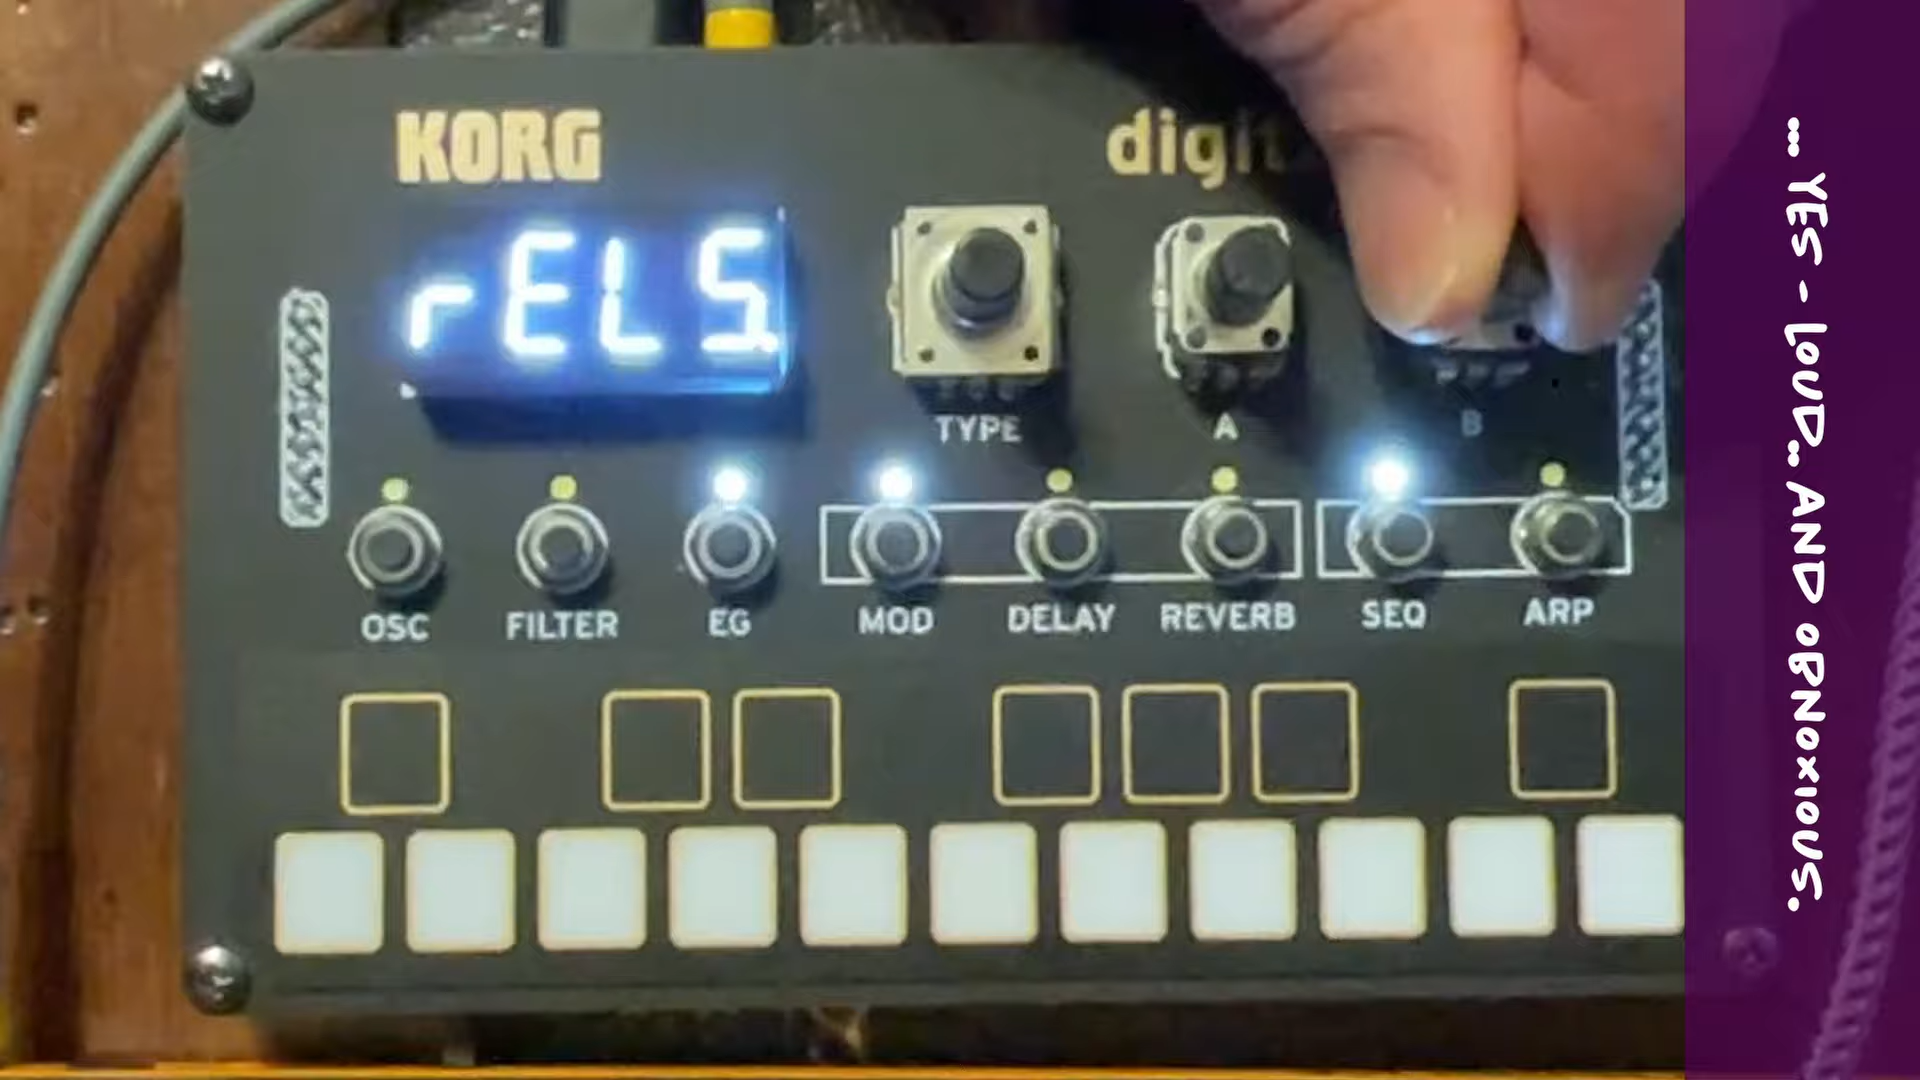 KORG
digit
rELS.
TYPE
A
B
OSC
FILTER
EG
MOD
DELAY
REVERB
SEQ
ARP
... YES - LOUD.. AND OBNOXIOUS.